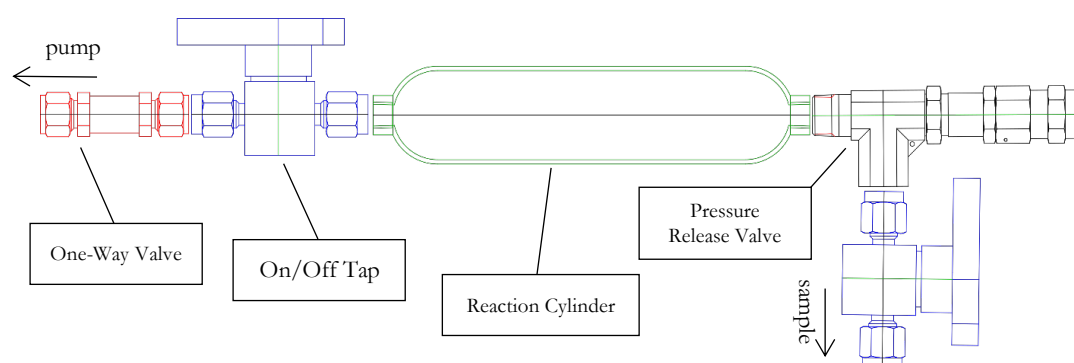 pump
One-Way Valve
On/Off Tap
Reaction Cylinder
Pressure
Release Valve
sample